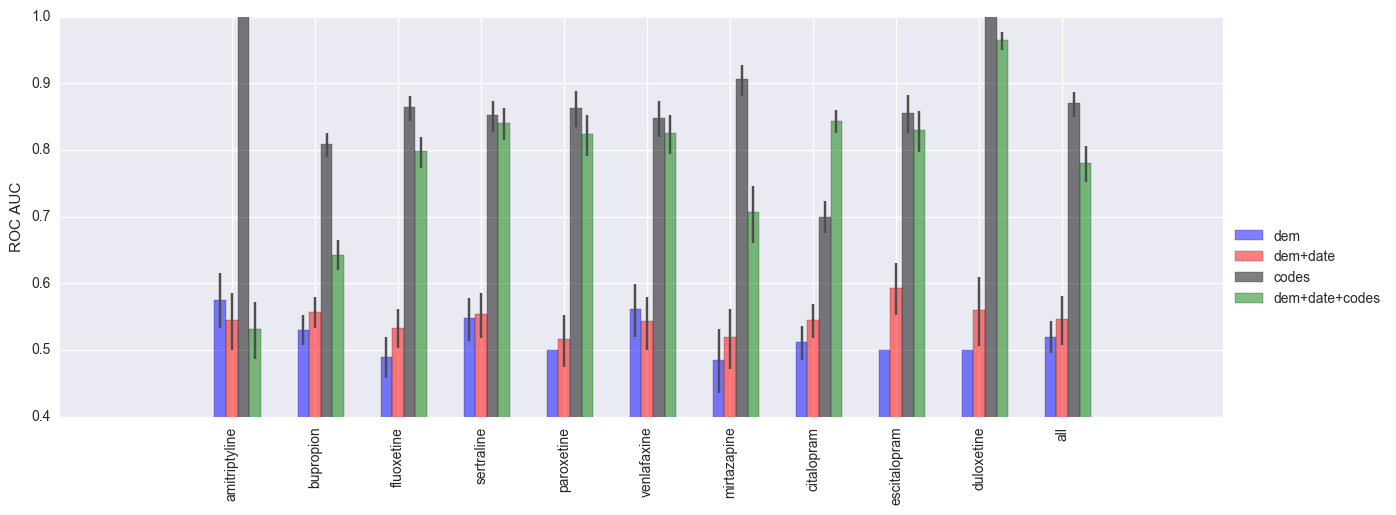 1.0
0.9
0.8
0.7
0.6
0.5
0.4
ROC AUC
amitriptyline
bupropion
fluoxetine
sertraline
paroxetine
venlafaxine
mirtazapine
citalopram
escitalopram
duloxetine
all
dem
dem+date
codes
dem+date+codes